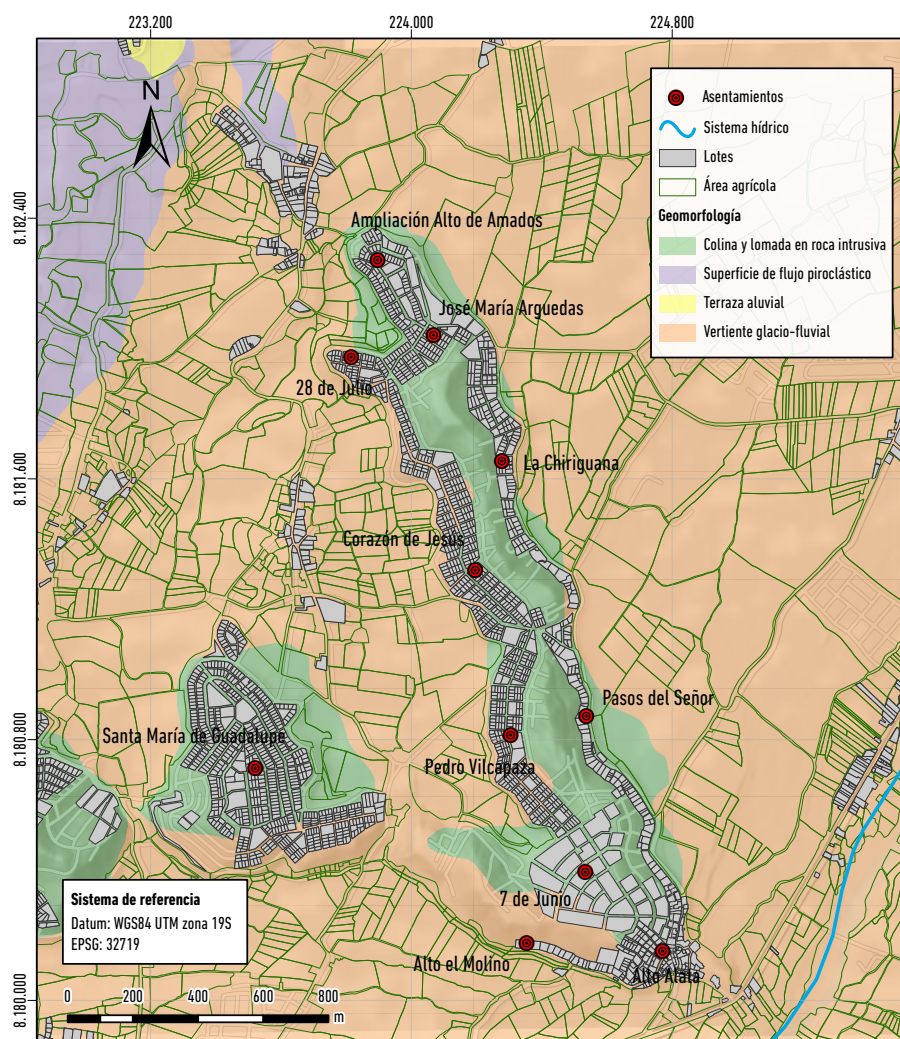 223.200
224.000
224.800
N
Asentamientos
Sistema hídrico
Lotes
Área agrícola
Geomorfología
Colina y lomada en roca intrusiva
Superficie de flujo piroclástico
Terraza aluvial
Vertiente glacio-fluvial
8.182.400
Ampliación Alto de Amados
José María Arguedas
28 de Julio
La Chiriguana
8.181.600
Corazón de Jesús
Pasos del Señor
8.180.800
Santa María de Guadalupe
Pedro Vilcapaza
7 de Junio
Alto el Molino
Alto Alata
Sistema de referencia
Datum: WGS84 UTM zona 19S
EPSG: 32719
8.180.000
0 200 400 600 800
m